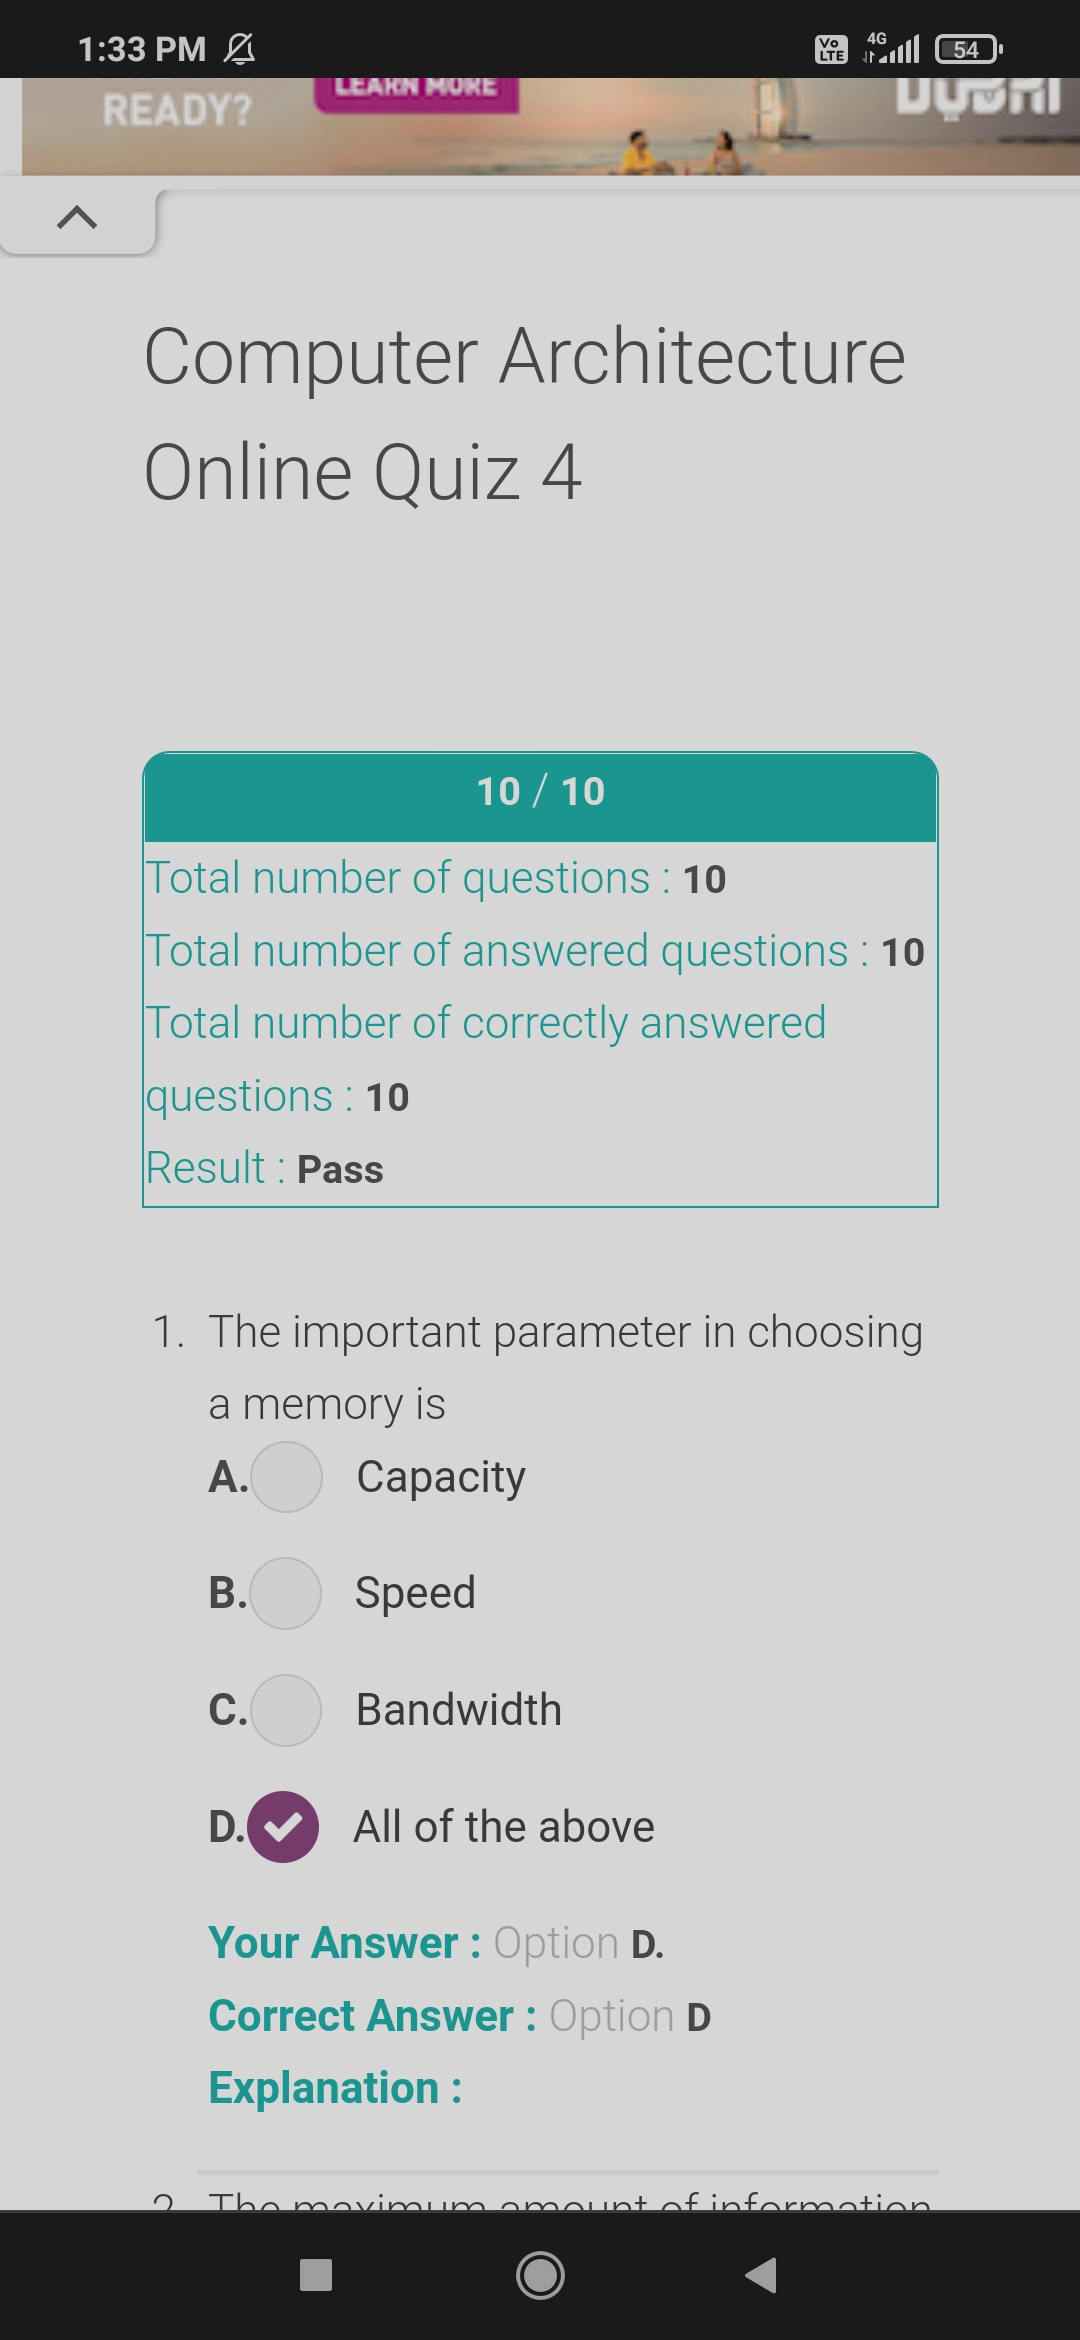 1:33 PM
Vo LTE 4G 54
READY?
LEARN MORE
DUBAI
Computer Architecture
Online Quiz 4
10 / 10
Total number of questions : 10
Total number of answered questions : 10
Total number of correctly answered
questions : 10
Result : Pass
1. The important parameter in choosing
a memory is
A. Capacity
B. Speed
C. Bandwidth
D. All of the above
Your Answer : Option D.
Correct Answer : Option D
Explanation :
2. The maximum amount of information